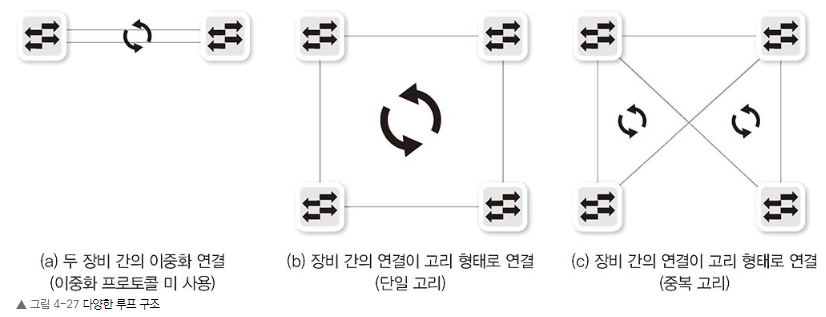 (a) 두 장비 간의 이중화 연결
(이중화 프로토콜 미 사용)
(b) 장비 간의 연결이 고리 형태로 연결
(단일 고리)
(c) 장비 간의 연결이 고리 형태로 연결
(중복 고리)
▲ 그림 4-27 다양한 루프 구조